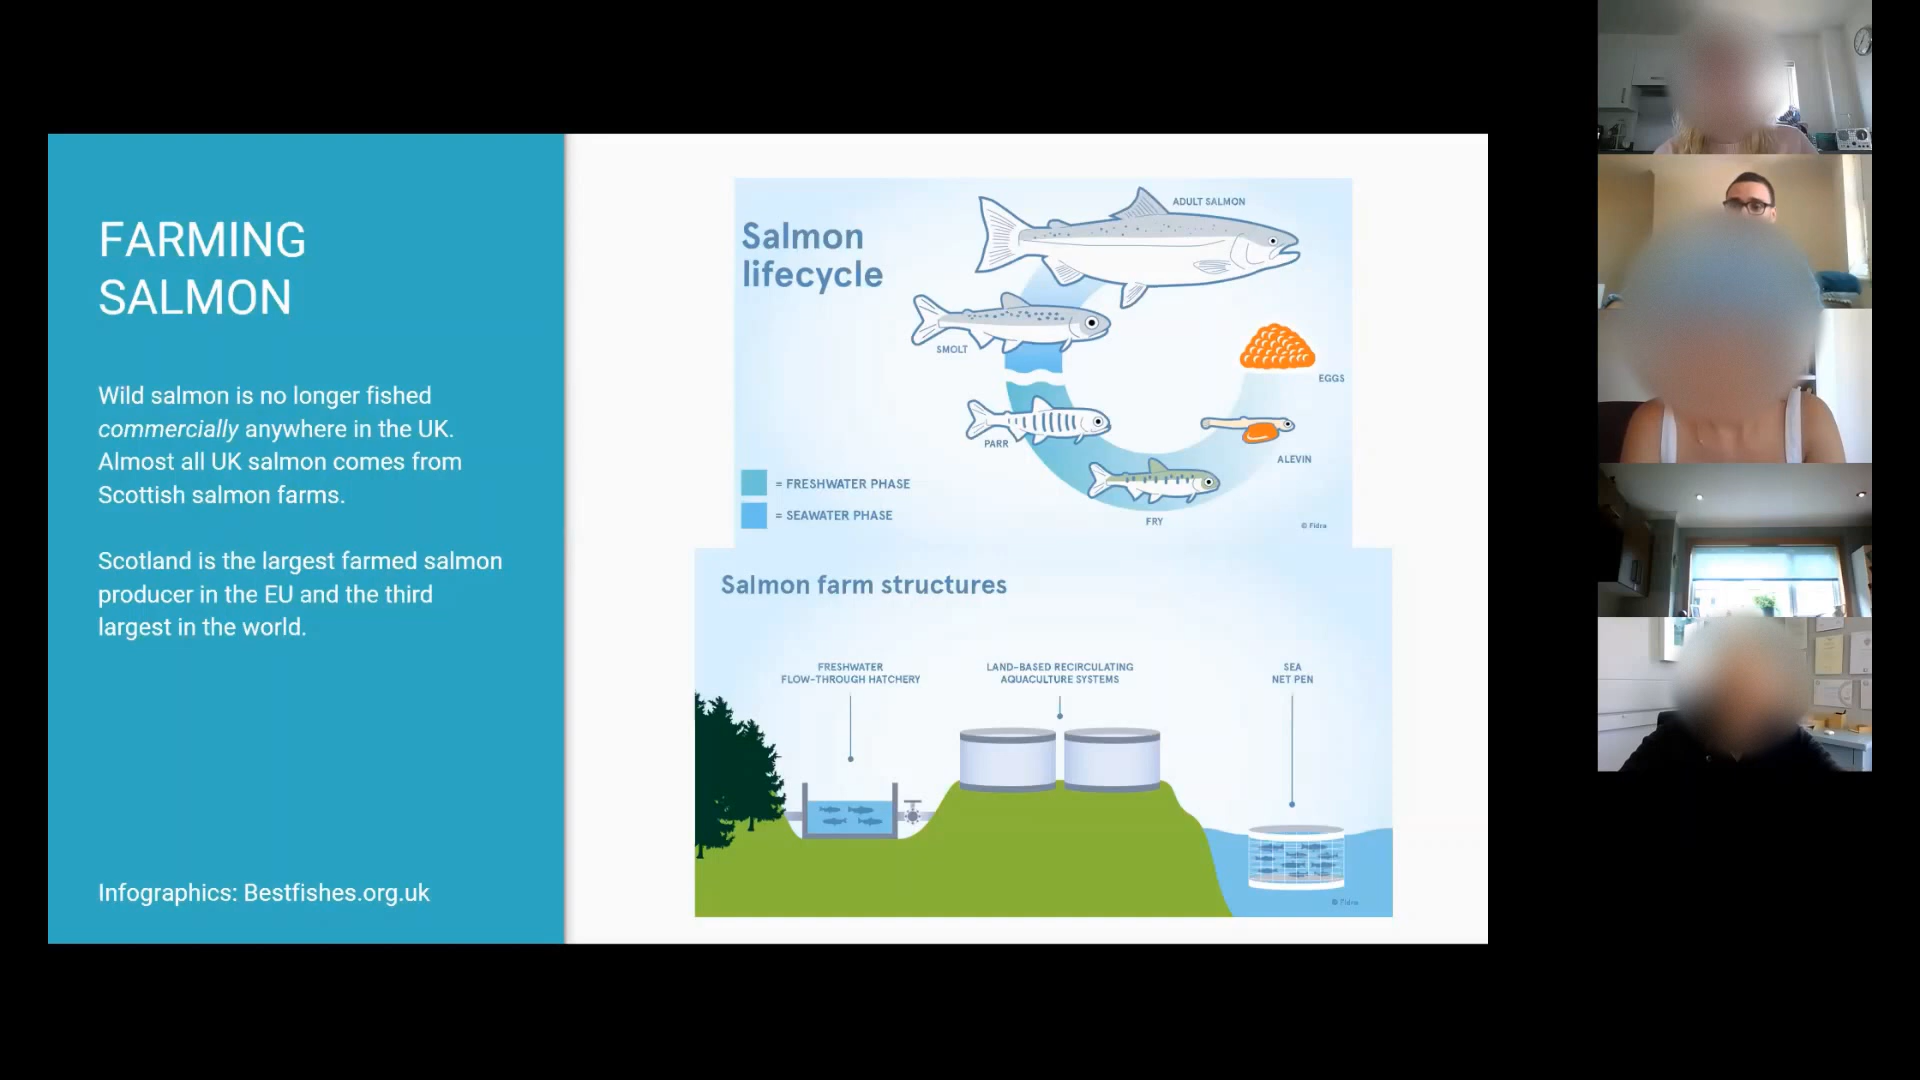 FARMING
SALMON
Wild salmon is no longer fished
commercially anywhere in the UK.
Almost all UK salmon comes from
Scottish salmon farms.
Scotland is the largest farmed salmon
producer in the EU and the third
largest in the world.
Infographics: Bestfishes.org.uk
Salmon
lifecycle
ADULT SALMON
SMOLT
EGGS
PARR
ALEVIN
FRY
= FRESHWATER PHASE
= SEAWATER PHASE
© Fidra
Salmon farm structures
FRESHWATER
FLOW-THROUGH HATCHERY
LAND-BASED RECIRCULATING
AQUACULTURE SYSTEMS
SEA
NET PEN
© Fidra